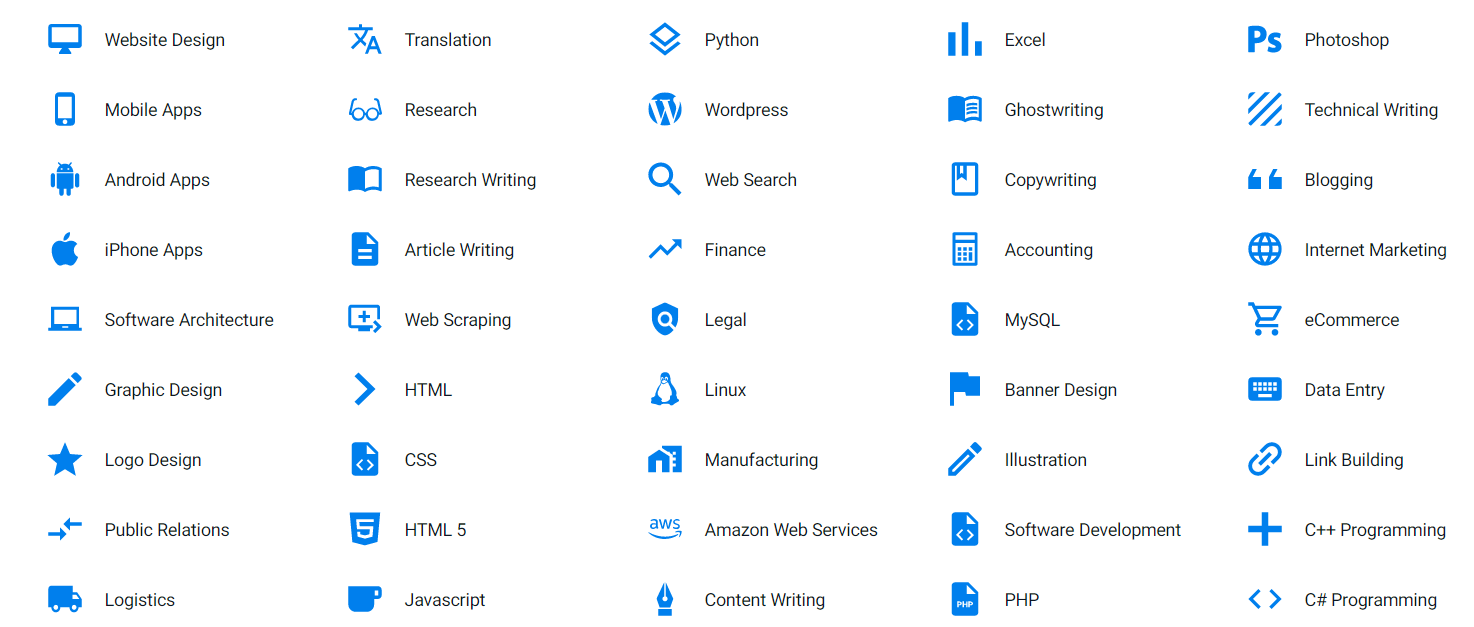 Website Design
Translation
Python
Excel
Ps Photoshop
Mobile Apps
Research
Wordpress
Ghostwriting
Technical Writing
Android Apps
Research Writing
Web Search
Copywriting
Blogging
iPhone Apps
Article Writing
Finance
Accounting
Internet Marketing
Software Architecture
Web Scraping
Legal
MySQL
eCommerce
Graphic Design
HTML
Linux
Banner Design
Data Entry
Logo Design
CSS
Manufacturing
Illustration
Link Building
Public Relations
HTML 5
aws Amazon Web Services
Software Development
C++ Programming
Logistics
Javascript
Content Writing
PHP PHP
C# Programming